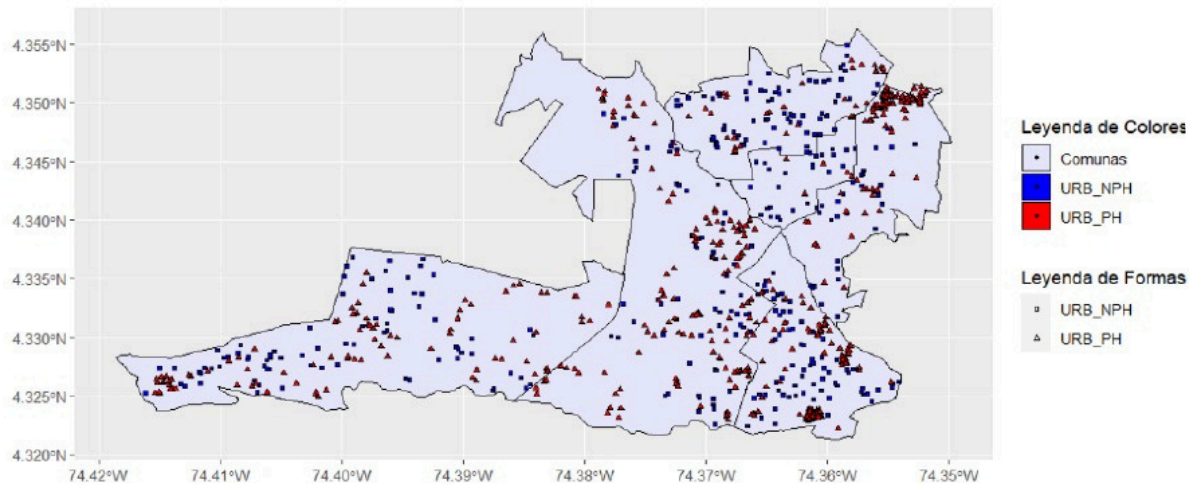 4.355°N
4.350°N
4.345°N
4.340°N
4.335°N
4.330°N
4.325°N
4.320°N
74.42°W 74.41°W 74.40°W 74.39°W 74.38°W 74.37°W 74.36°W 74.35°W
Leyenda de Colores
Comunas
URB_NPH
URB_PH
Leyenda de Formas
URB_NPH
URB_PH